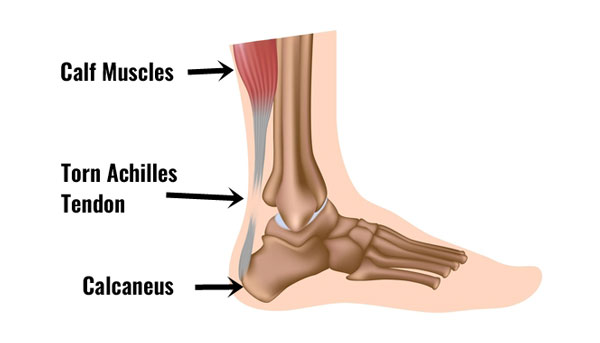 Calf Muscles
Torn Achilles
Tendon
Calcaneus